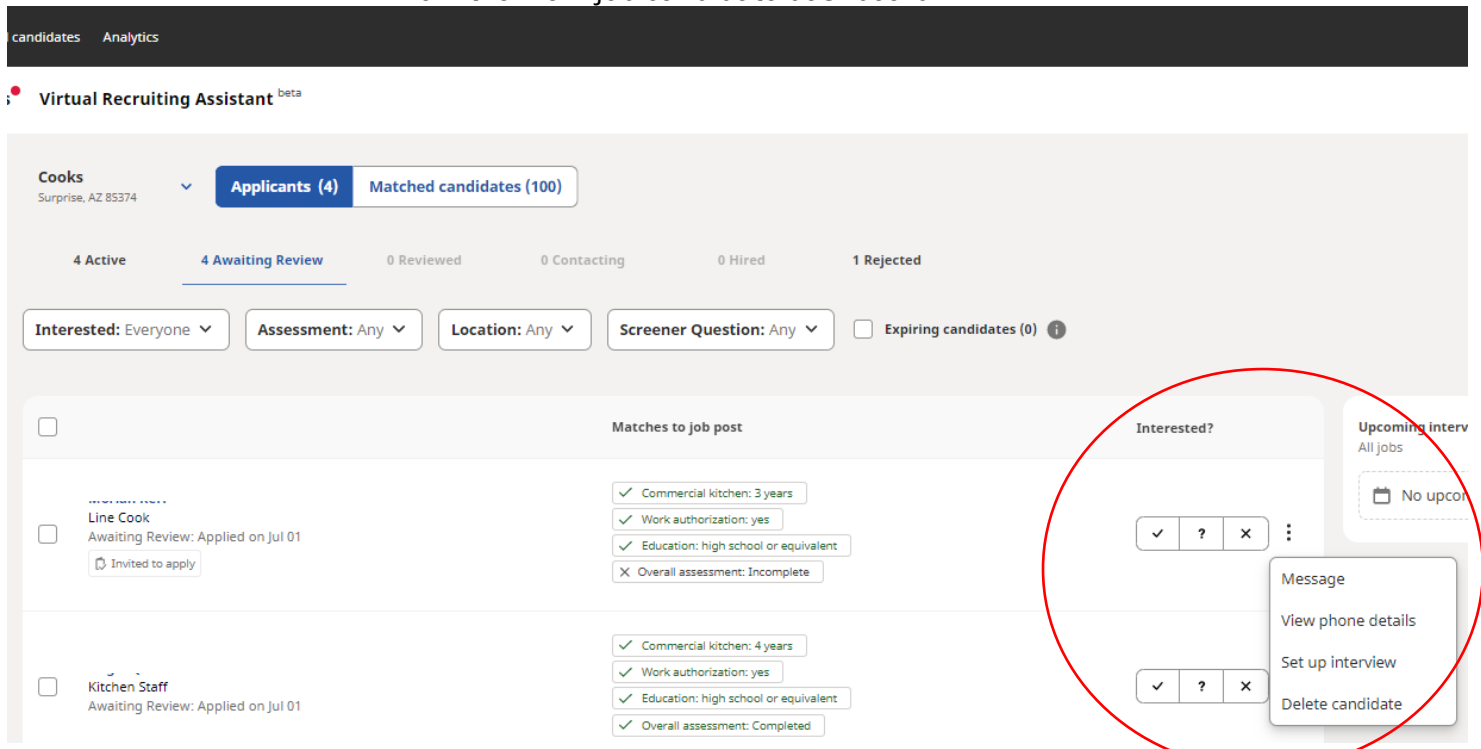 candidates Analytics
Virtual Recruiting Assistant beta
Cooks
Surprise, AZ 85374
Applicants (4)
Matched candidates (100)
4 Active
4 Awaiting Review
0 Reviewed
0 Contacting
0 Hired
1 Rejected
Interested: Everyone
Assessment: Any
Location: Any
Screener Question: Any
Expiring candidates (0)
Matches to job post
Interested?
Upcoming interv
All jobs
No upcor
Line Cook
Awaiting Review: Applied on Jul 01
Invited to apply
Commercial kitchen: 3 years
Work authorization: yes
Education: high school or equivalent
Overall assessment: Incomplete
?
Message
View phone details
Set up interview
Delete candidate
Kitchen Staff
Awaiting Review: Applied on Jul 01
Commercial kitchen: 4 years
Work authorization: yes
Education: high school or equivalent
Overall assessment: Completed
?